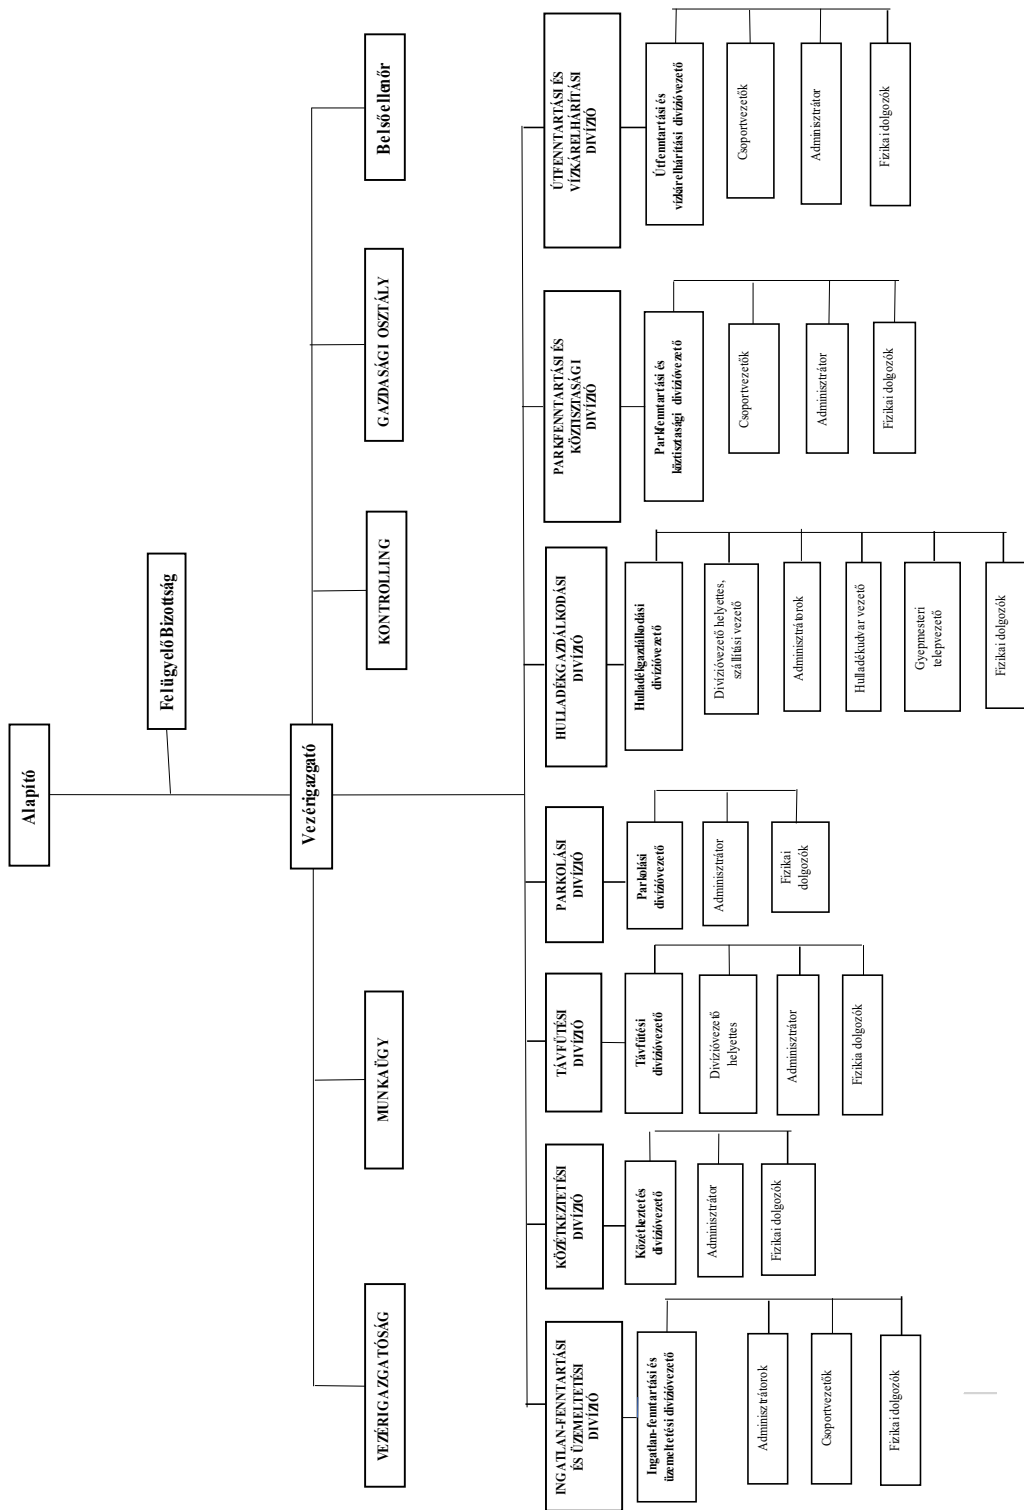 Alapító
Felügyelő Bizottság
Vezérigazgató
VEZÉRIGAZGATÓSÁG
MUNKAÜGY
KONTROLLING
GAZDASÁGI OSZTÁLY
Belső ellenőr
INGATLAN-FENNTARTÁSI
ÉS ÜZEMELTETÉSI
DIVÍZIÓ
Ingatlan-fenntartási és
üzemeltetési divízióvezető
Adminisztrátorok
Csoportvezetők
Fizikai dolgozók
KÖZÉTKEZTETÉSI
DIVÍZIÓ
Közétkeztetés
divízióvezető
Adminisztrátor
Fizikai dolgozók
TÁVFŰTÉSI
DIVÍZIÓ
Távfűtési
divízióvezető
Divízióvezető
helyettes
Adminisztrátor
Fizikia dolgozók
PARKOLÁSI
DIVÍZIÓ
Parkolási
divízióvezető
Adminisztrátor
Fizikai
dolgozók
HULLADÉKGAZDÁLKODÁSI
DIVÍZIÓ
Hulladékgazdálkodási
divízióvezető
Divízióvezető helyettes,
szállítási vezető
Adminisztrátorok
Hulladékudvar vezető
Gyepmesteri
telepvezető
Fizikai dolgozók
PARKFENNTARTÁSI ÉS
KÖZTISZTASÁGI
DIVÍZIÓ
Parkfenntartási és
köztisztasági divízióvezető
Csoportvezetők
Adminisztrátor
Fizikai dolgozók
ÚTFENNTARTÁSI ÉS
VÍZKÁRELHÁRÍTÁSI
DIVÍZIÓ
Útfenntartási és
vízkárelhárítási divízióvezető
Csoportvezetők
Adminisztrátor
Fizikai dolgozók